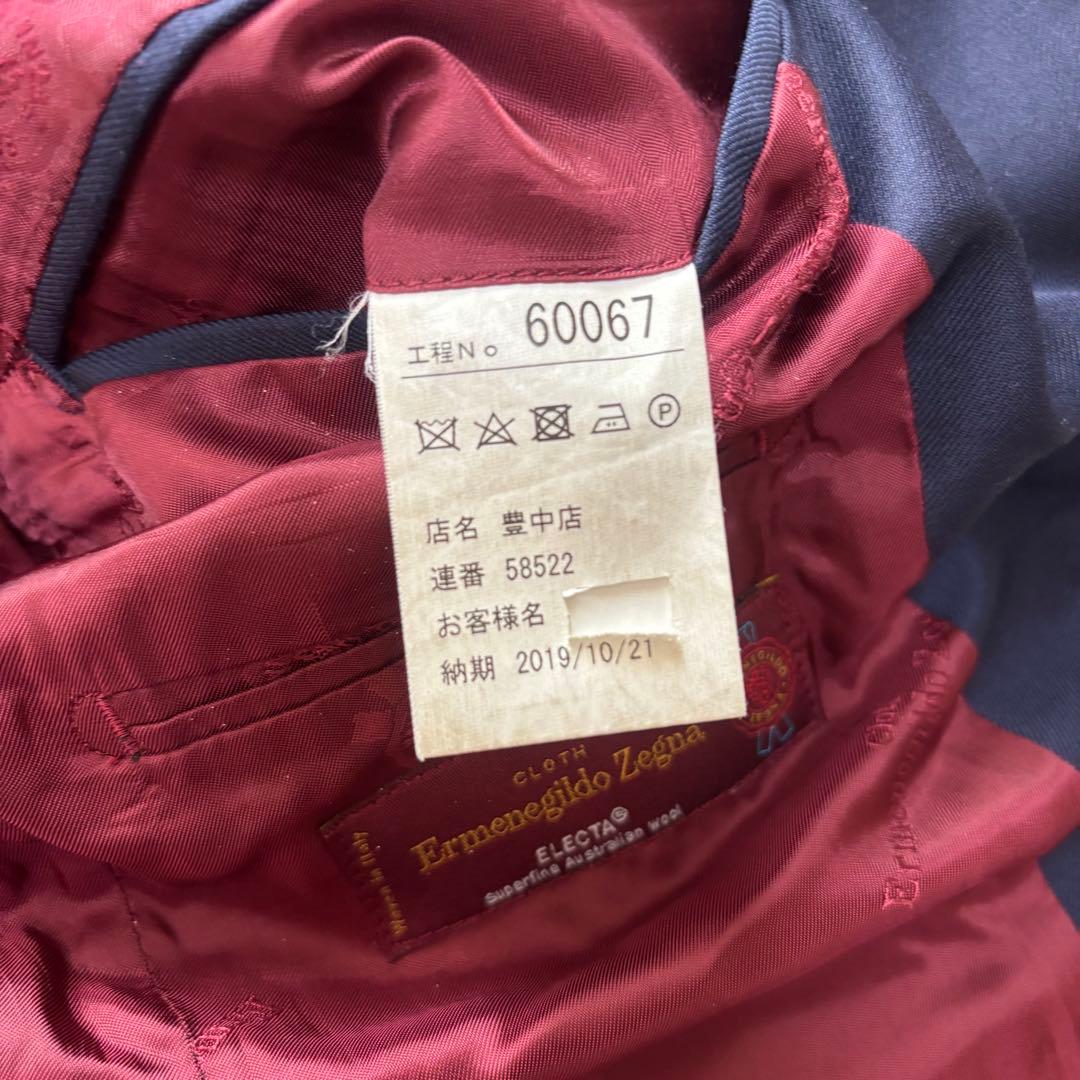 工程No 60067
P
店名 豊中店
連番 58522
お客様名
納期 2019/10/21
CLOTH
Ermenegildo Zegna
ELECTA®
Superfine Australian Wool
Woven in Italy